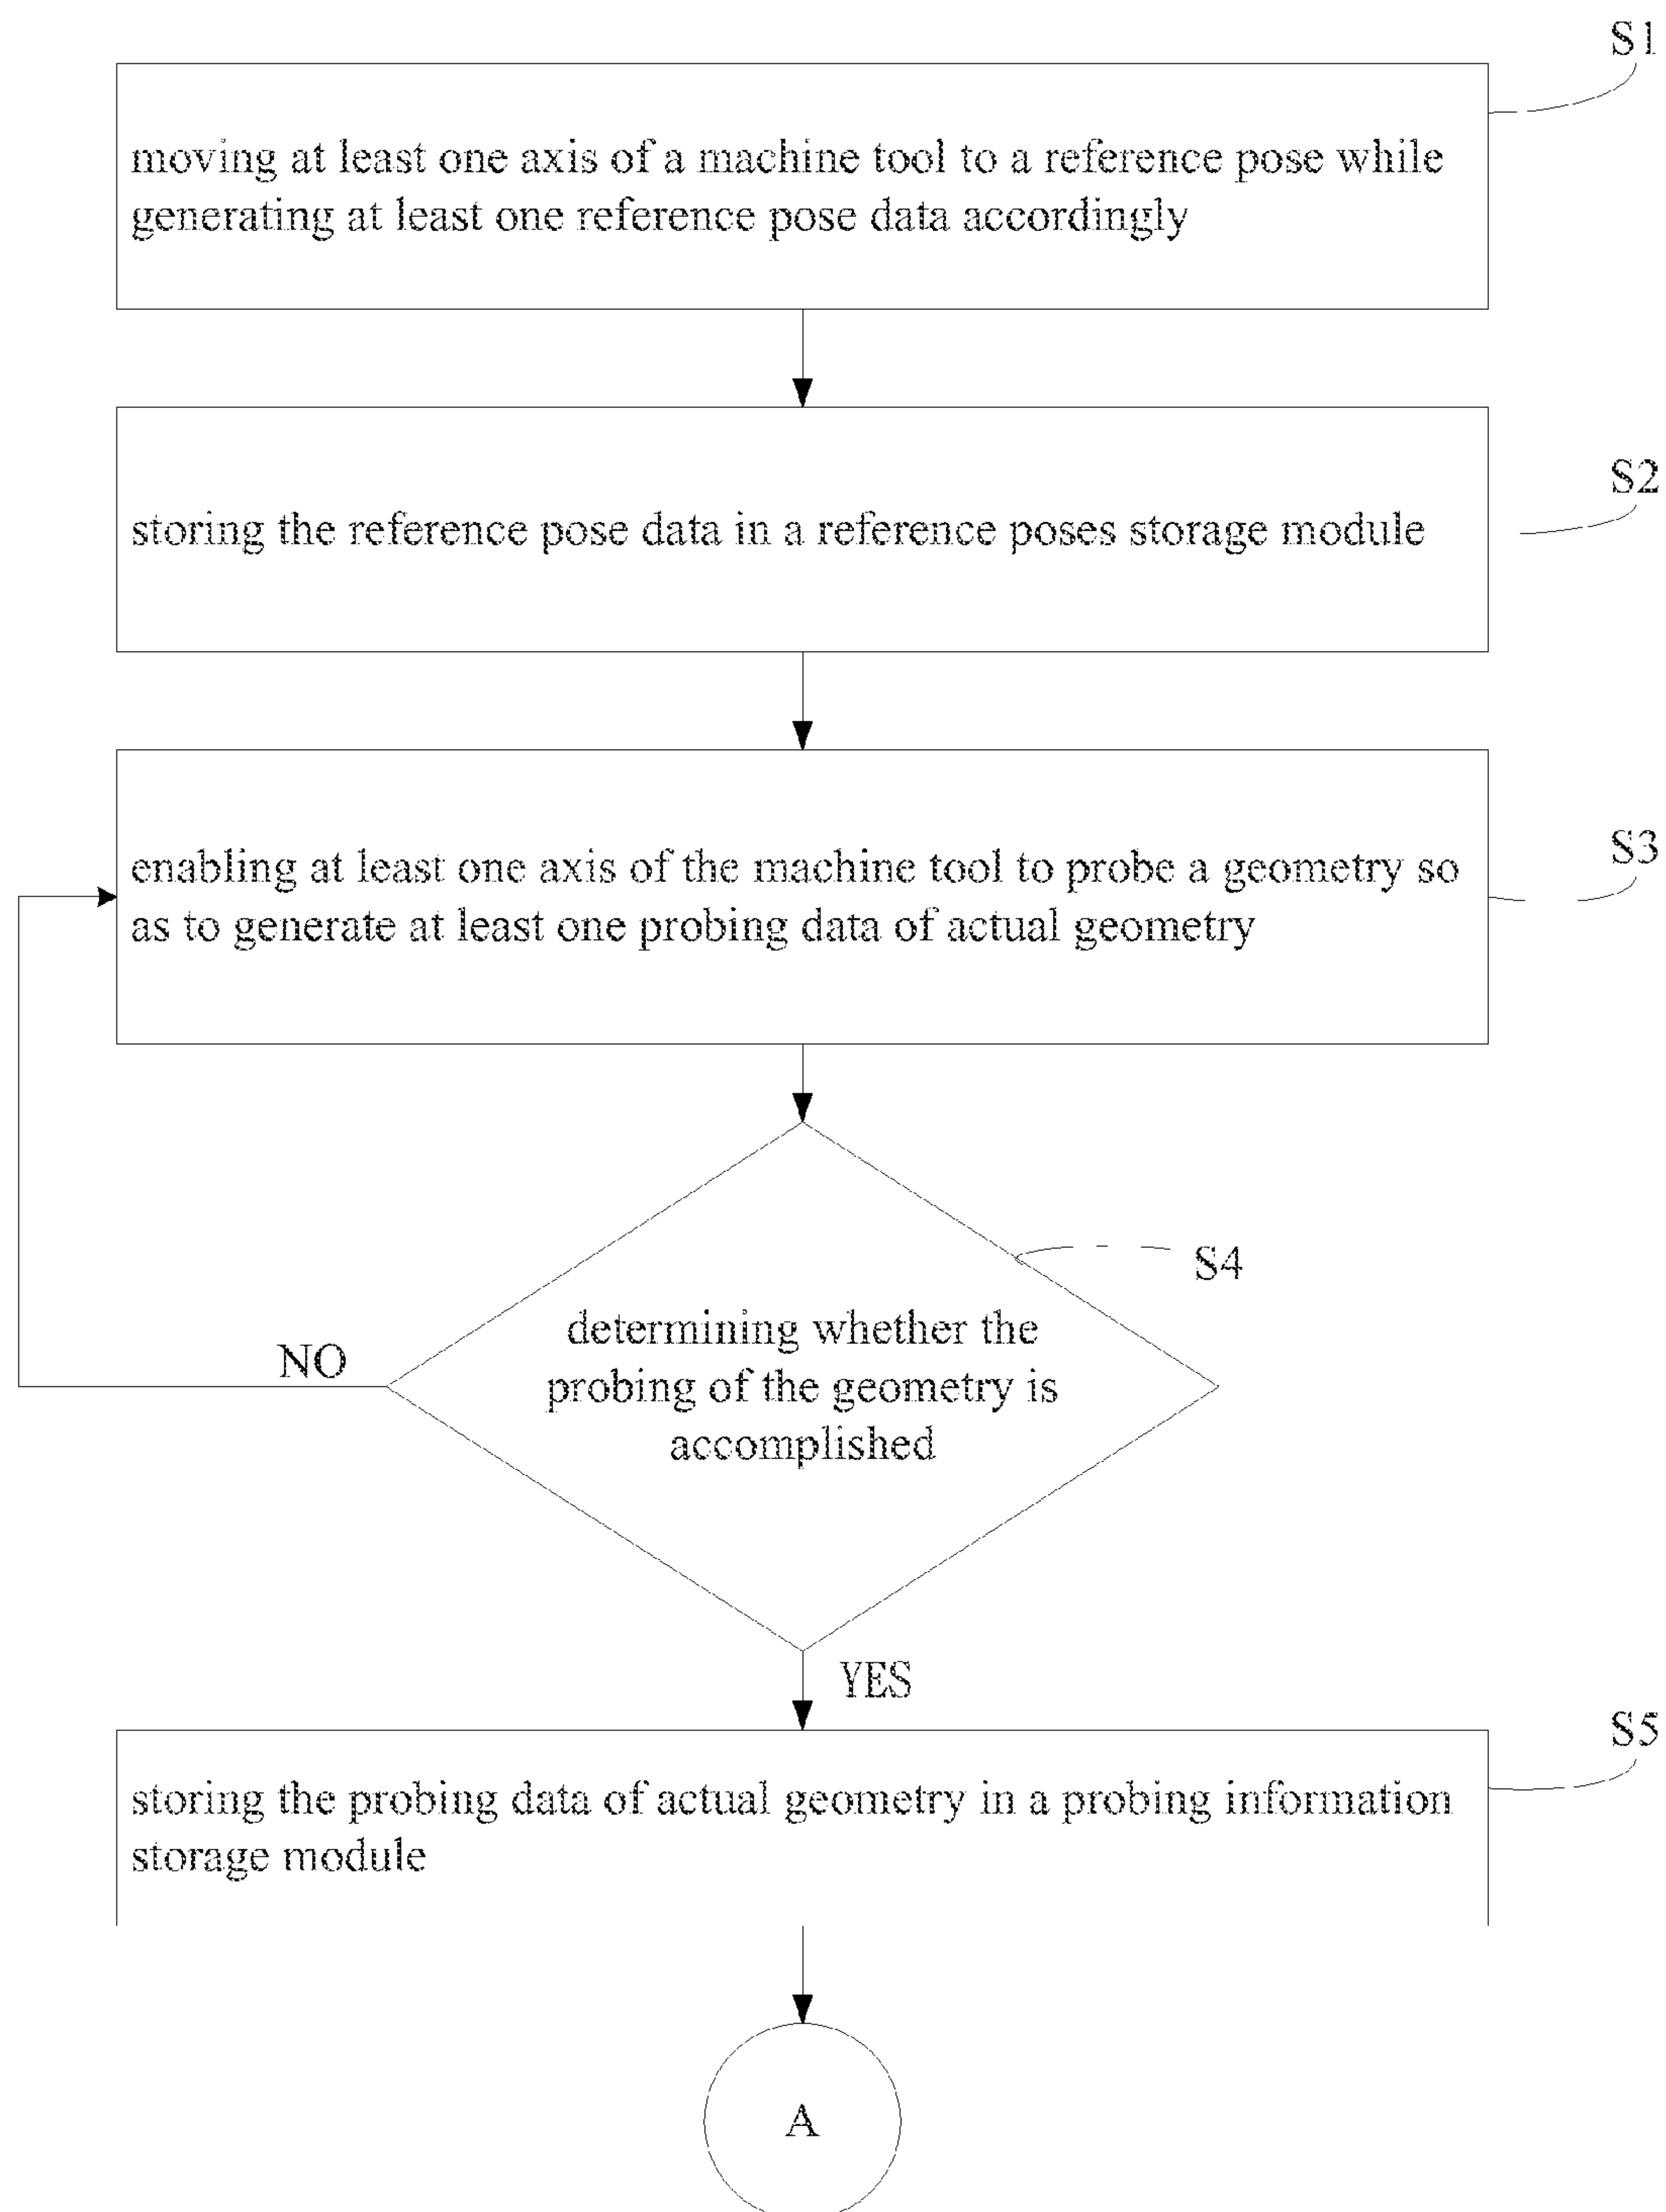 S1
moving at least one axis of a machine tool to a reference pose while
generating at least one reference pose data accordingly
S2
storing the reference pose data in a reference poses storage module
S3
enabling at least one axis of the machine tool to probe a geometry so
as to generate at least one probing data of actual geometry
S4
determining whether the
probing of the geometry is
accomplished
NO
YES
S5
storing the probing data of actual geometry in a probing information
storage module
A